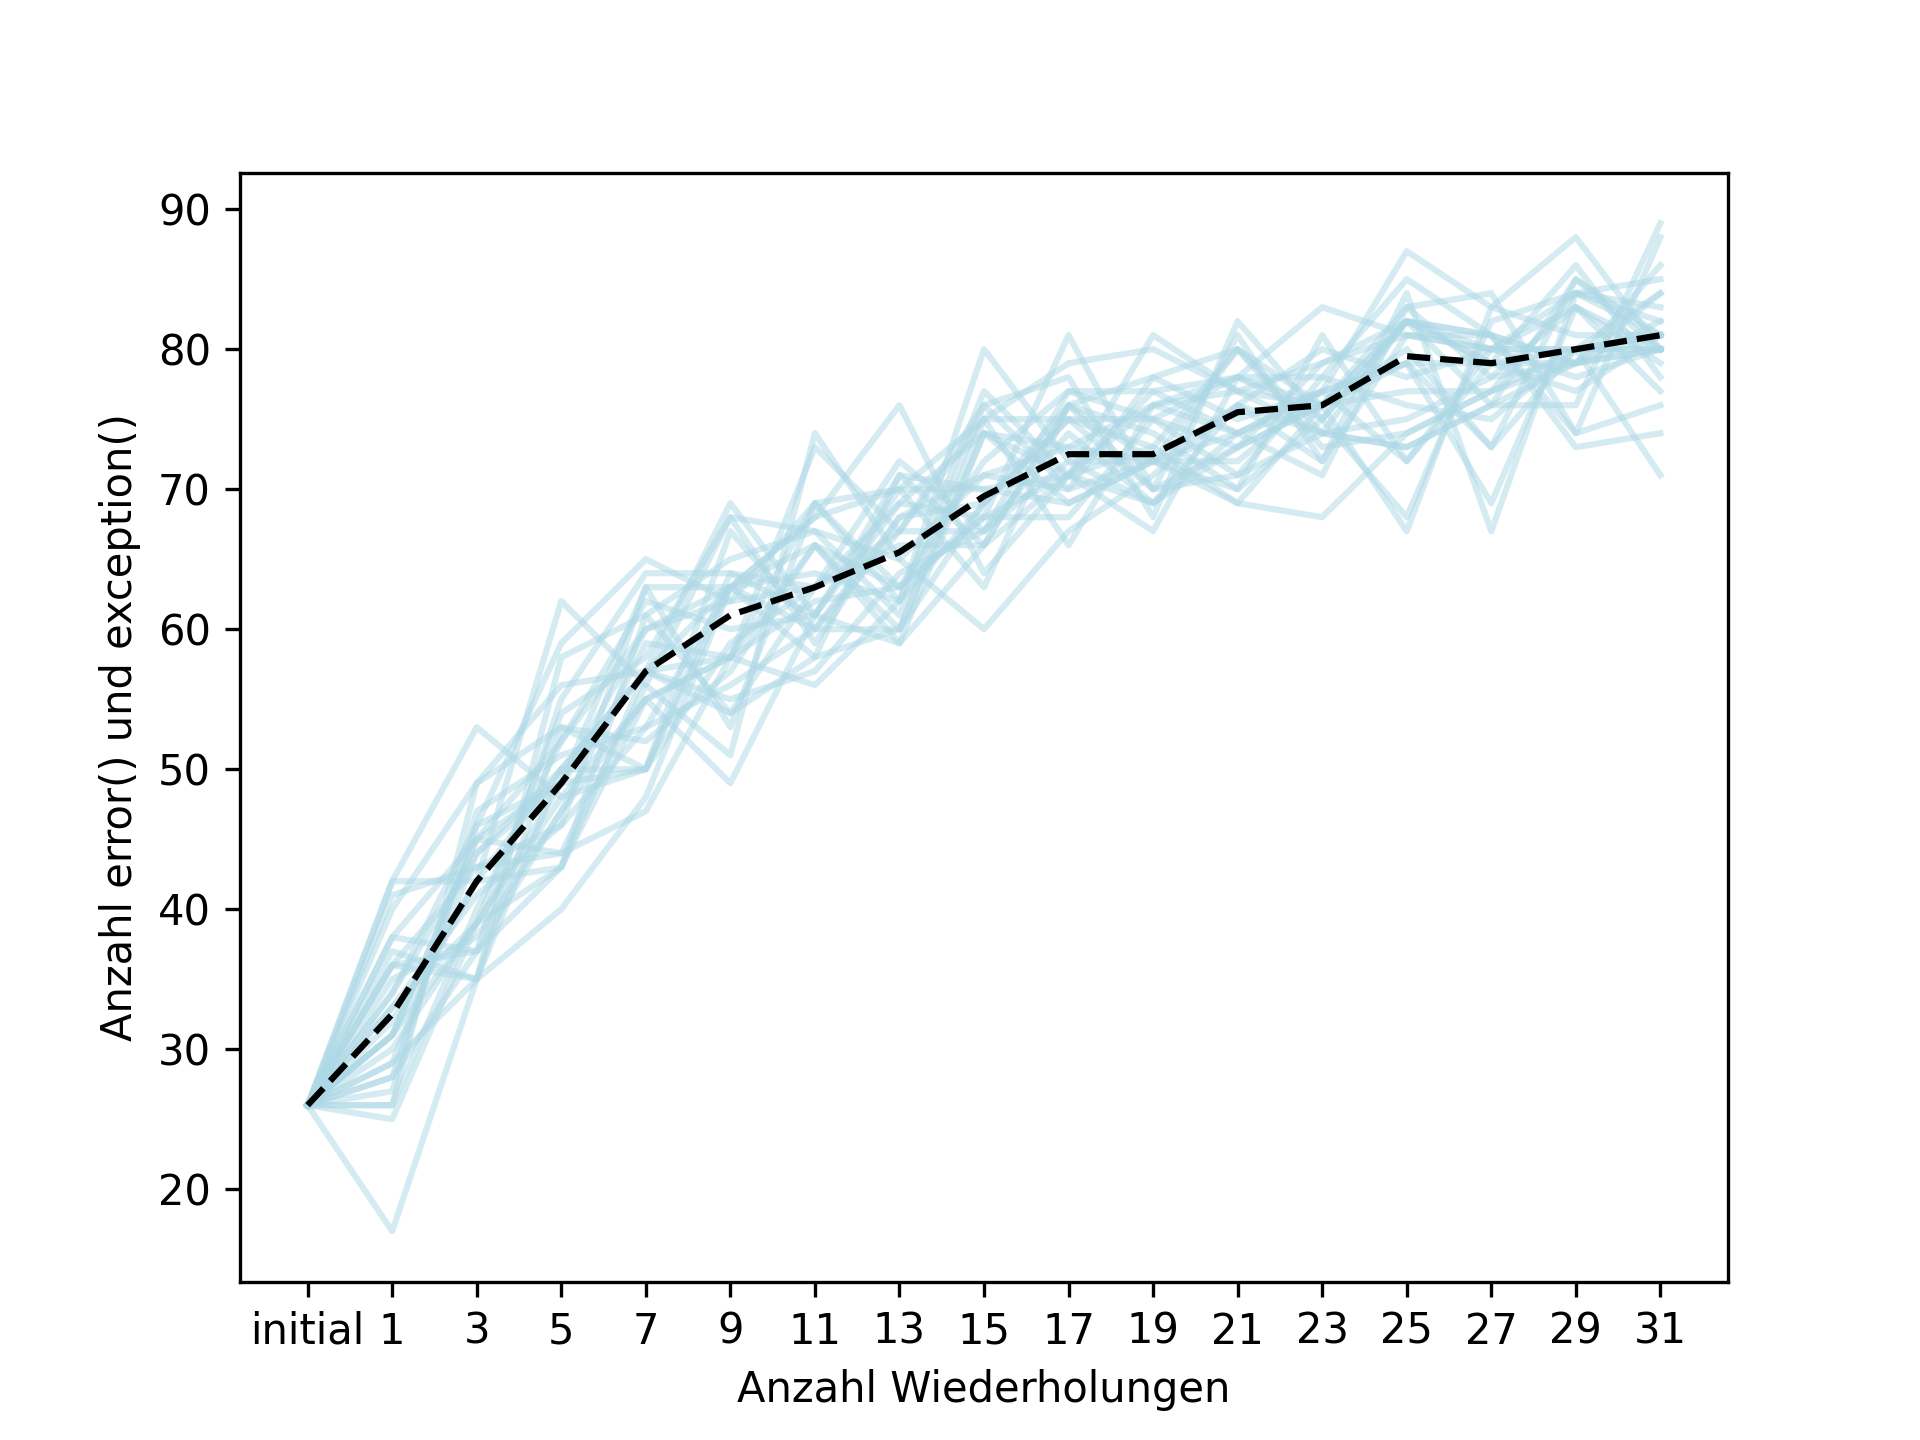 90
80
70
60
50
40
30
20
Anzahl error() und exception()
initial 1 3 5 7 9 11 13 15 17 19 21 23 25 27 29 31
Anzahl Wiederholungen